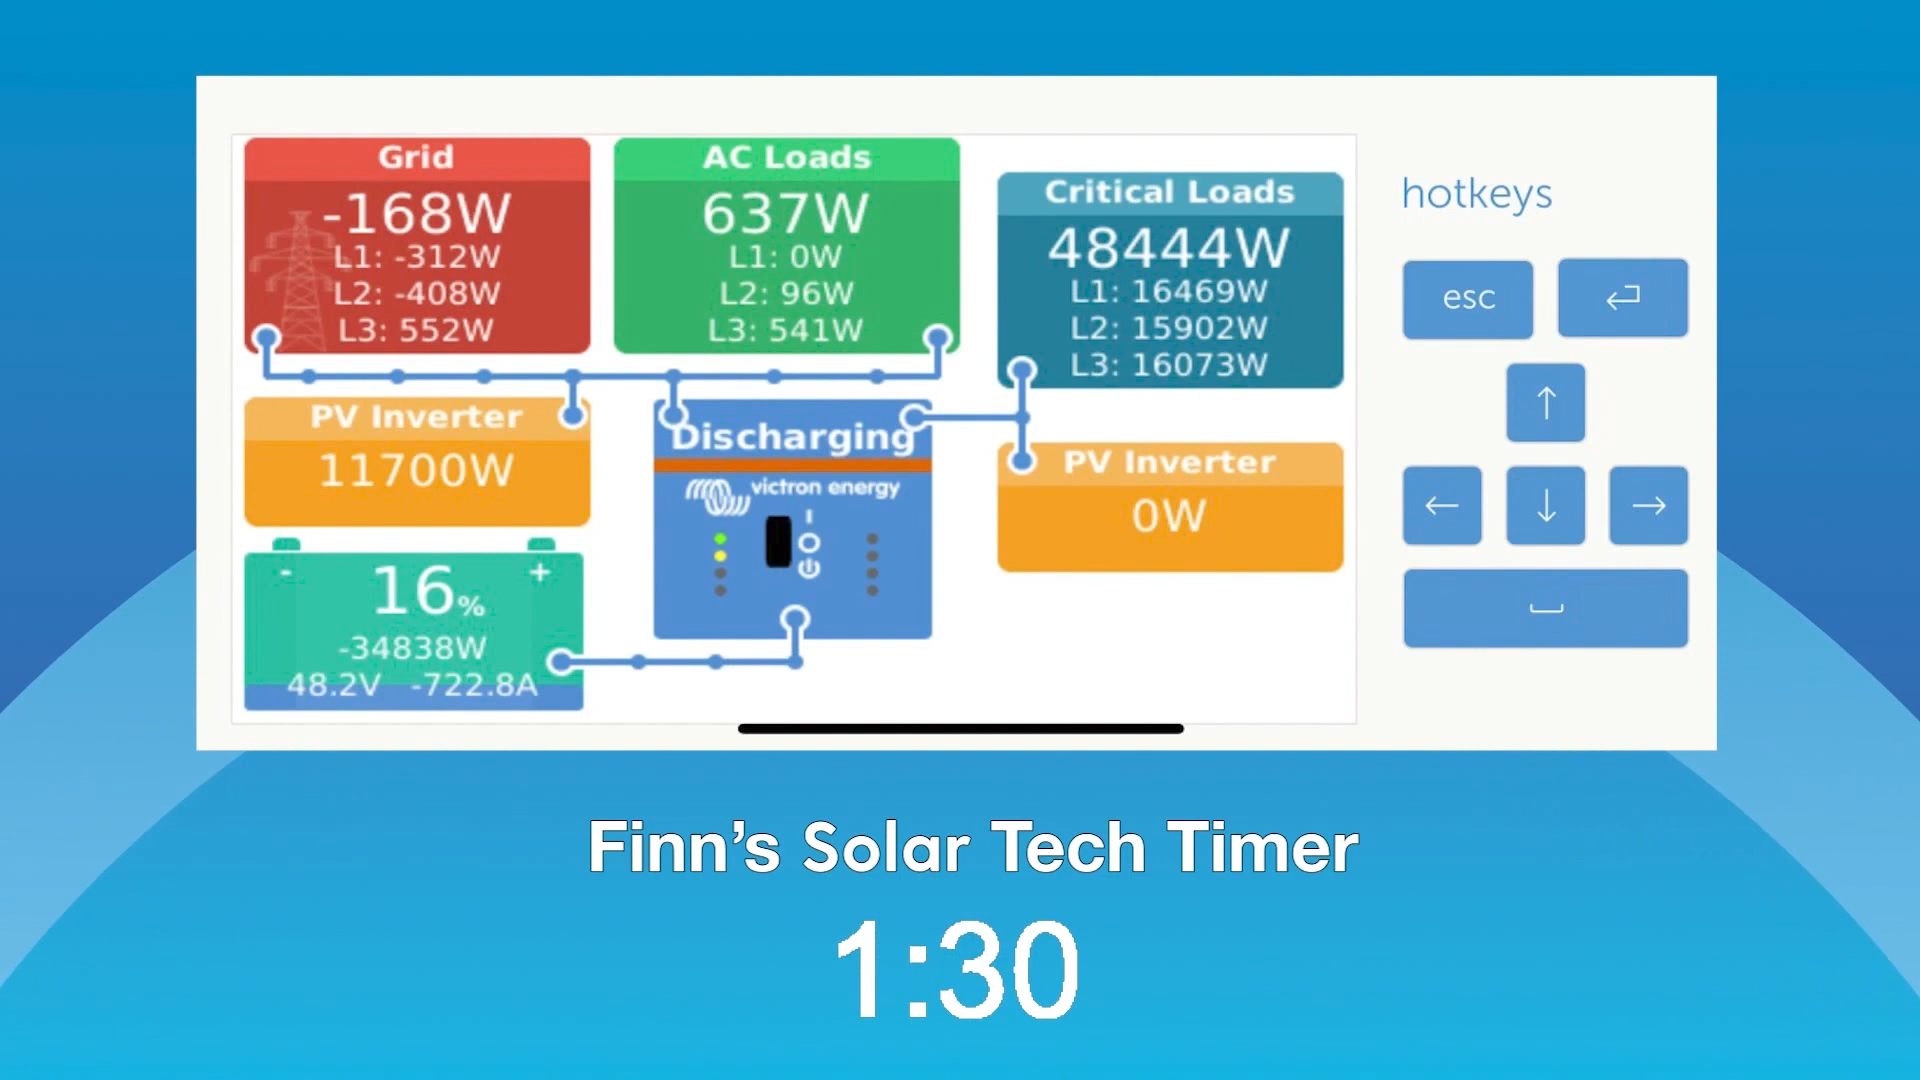 Grid
-168W
L1: -312W
L2: -408W
L3: 552W
AC Loads
637W
L1: 0W
L2: 96W
L3: 541W
Critical Loads
48444W
L1: 16469W
L2: 15902W
L3: 16073W
PV Inverter
11700W
Discharging
victron energy
PV Inverter
0W
- +
16%
-34838W
48.2V -722.8A
hotkeys
esc
Finn’s Solar Tech Timer
1:30